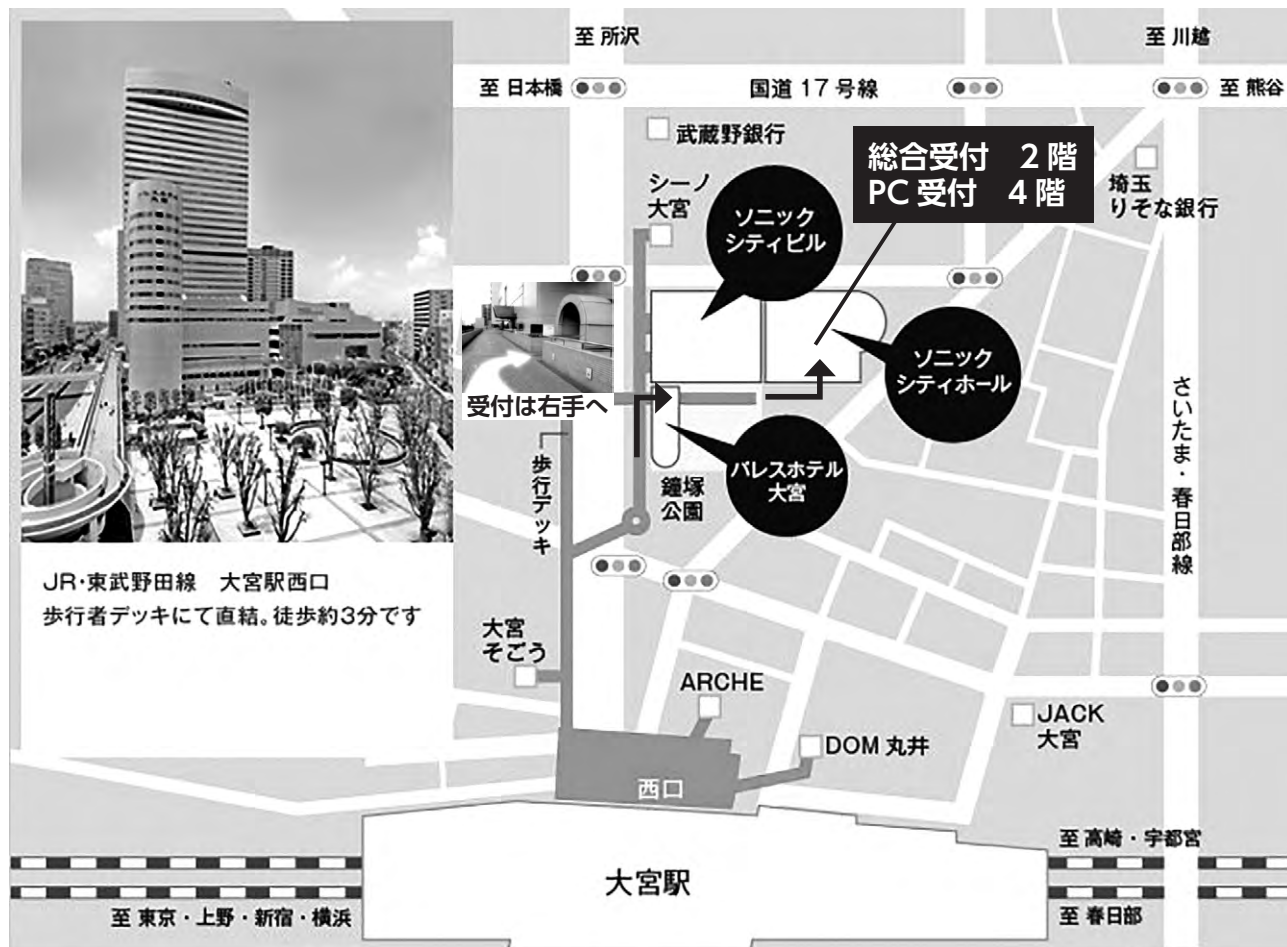 至 所沢
至 川越
至 日本橋
国道 17 号線
至 熊谷
武蔵野銀行
総合受付 2 階
PC 受付 4 階
シーノ
大宮
埼玉
りそな銀行
ソニック
シティビル
ソニック
シティホール
受付は右手へ
さいたま・春日部線
歩行デッキ
鐘塚
公園
パレスホテル
大宮
JR・東武野田線 大宮駅西口
歩行者デッキにて直結。徒歩約3分です
大宮
そごう
ARCHE
JACK
大宮
DOM 丸井
西口
至 高崎・宇都宮
大宮駅
至 東京・上野・新宿・横浜
至 春日部